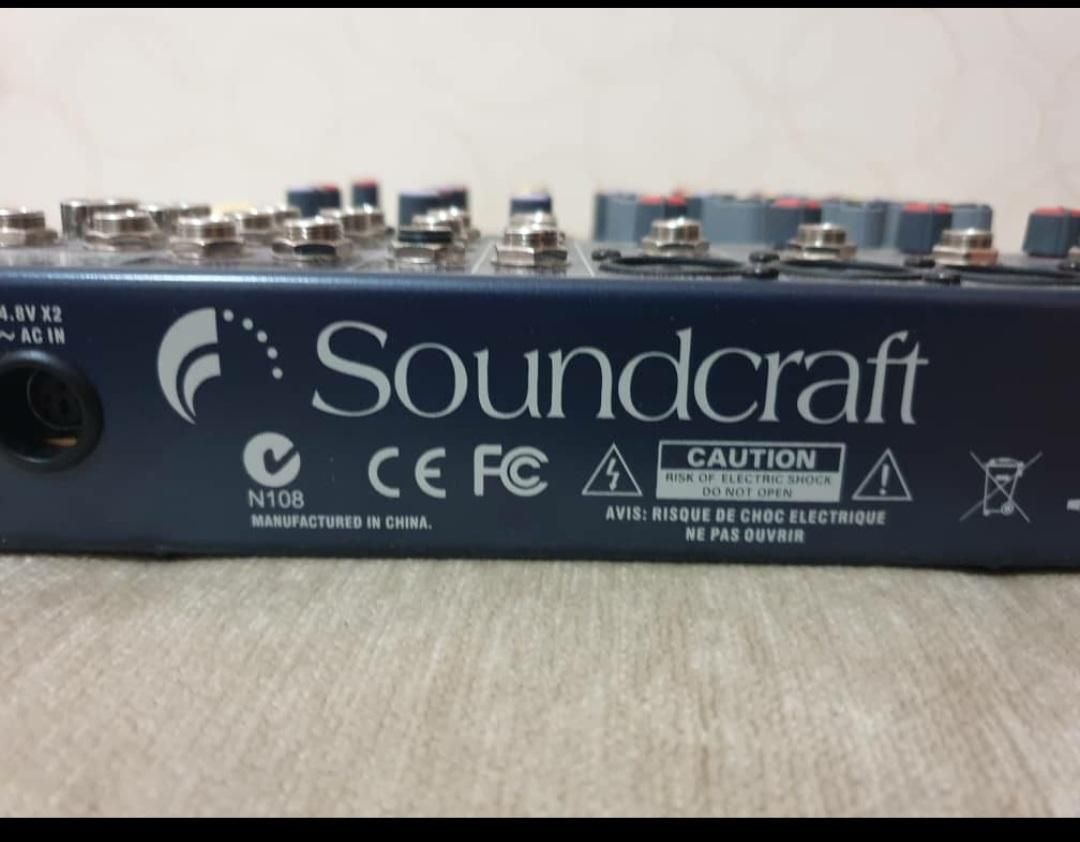 4.8V X2
~ AC IN
Soundcraft
N108
CE FC
MANUFACTURED IN CHINA.
CAUTION
RISK OF ELECTRIC SHOCK
DO NOT OPEN
AVIS: RISQUE DE CHOC ELECTRIQUE
NE PAS OUVRIR